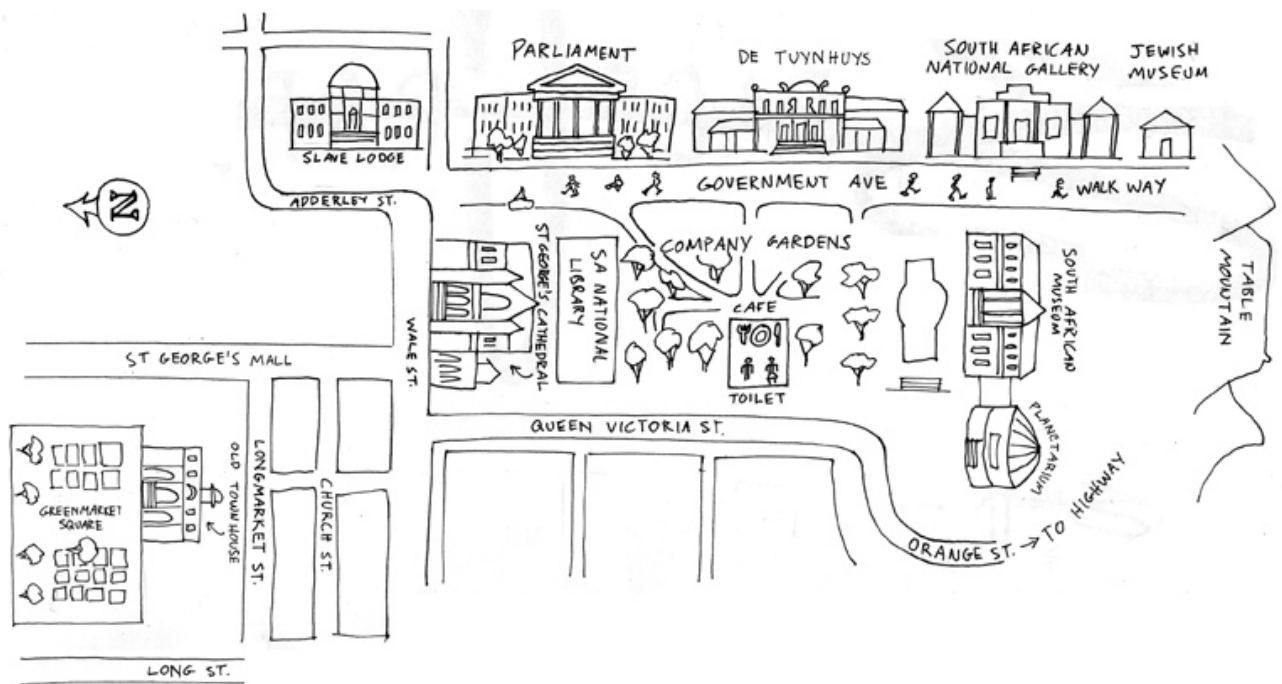 PARLIAMENT
DE TUYNHUYS
SOUTH AFRICAN
NATIONAL GALLERY
JEWISH
MUSEUM
SLAVE LODGE
N
ADDERLEY ST.
GOVERNMENT AVE
WALK WAY
ST GEORGE'S CATHEDRAL
SA NATIONAL
LIBRARY
COMPANY GARDENS
CAFE
TOILET
SOUTH AFRICAN
MUSEUM
TABLE
MOUNTAIN
WALE ST.
ST GEORGE'S MALL
QUEEN VICTORIA ST.
PLANETARIUM
GREENMARKET
SQUARE
OLD TOWN HOUSE
LONGMARKET ST.
CHURCH ST.
ORANGE ST. → TO HIGHWAY
LONG ST.